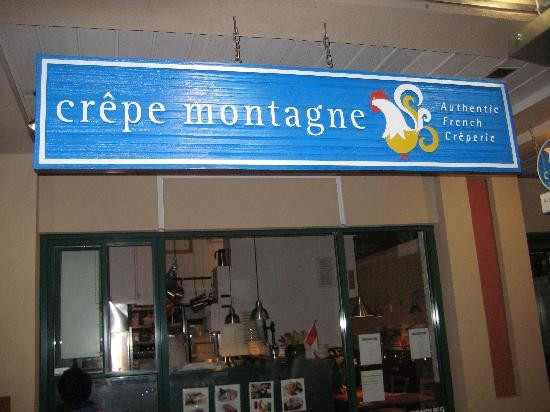 crêpe montagne
Authentic
French
Crêperie